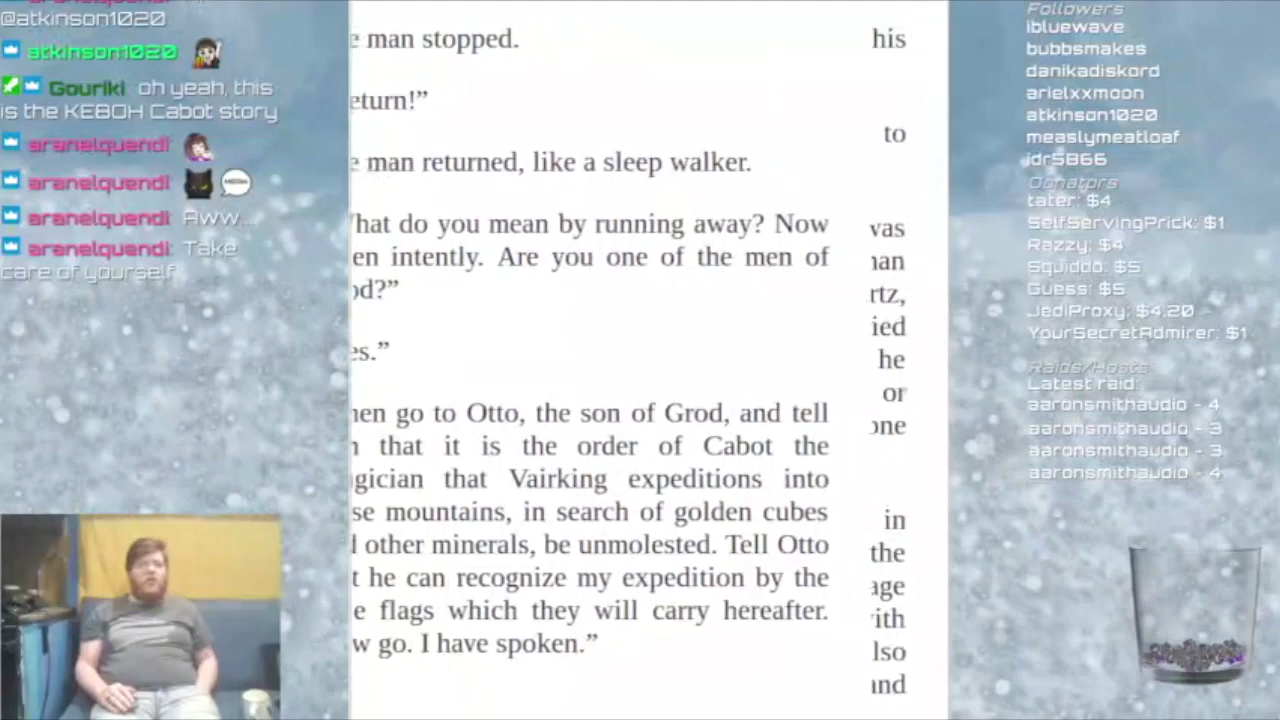 @atkinson1020
atkinson1020
Gouriki oh yeah, this
is the KEBOH Cabot story
aranelquendi
aranelquendi
aranelquendi: Aww...
aranelquendi: Take
care of yourself
e man stopped.
eturn!”
e man returned, like a sleep walker.
hat do you mean by running away? Now
en intently. Are you one of the men of
od?”
es.”
hen go to Otto, the son of Grod, and tell
that it is the order of Cabot the
gician that Vairking expeditions into
se mountains, in search of golden cubes
other minerals, be unmolested. Tell Otto
t he can recognize my expedition by the
e flags which they will carry hereafter.
w go. I have spoken.”
his
to
vas
nan
rtz,
ied
he
or
one
in
the
age
vith
lso
and
Followers
ibluewave
bubbsmakes
danikadiskord
arielxxmoon
atkinson1020
measlymeatloaf
idr5866
Donators
tater: $4
SelfServingPrick: $1
Razzy: $4
Squiddo: $5
Guess: $5
JediProxy: $4.20
YourSecretAdmirer: $1
Raids/Hosts
Latest raid:
aaronsmithaudio - 4
aaronsmithaudio - 3
aaronsmithaudio - 3
aaronsmithaudio - 4